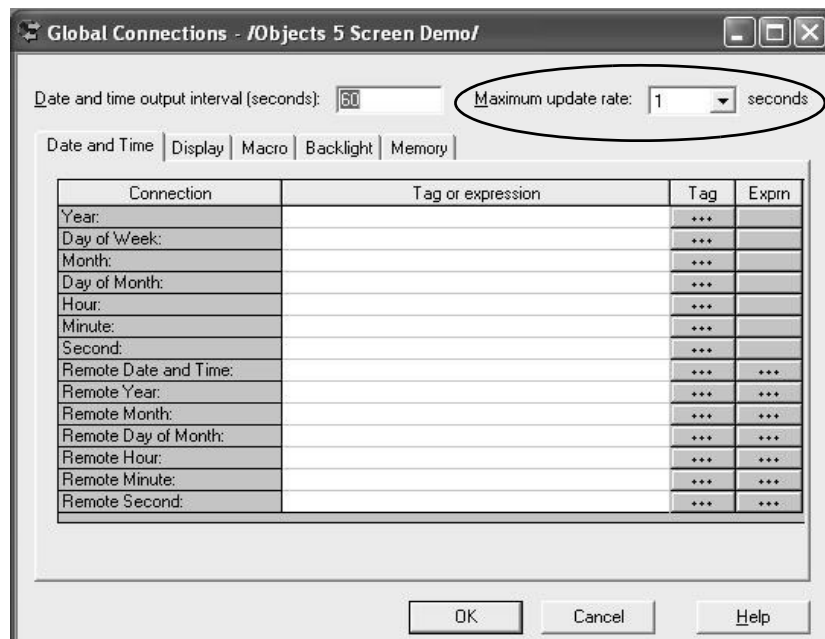 Global Connections - /Objects 5 Screen Demo/
Date and time output interval (seconds): 60 Maximum update rate: 1 seconds
Date and Time Display Macro Backlight Memory
Connection Tag or expression Tag Exprn
Year: ...
Day of Week: ...
Month: ...
Day of Month: ...
Hour: ...
Minute: ...
Second: ...
Remote Date and Time: ... ...
Remote Year: ... ...
Remote Month: ... ...
Remote Day of Month: ... ...
Remote Hour: ... ...
Remote Minute: ... ...
Remote Second: ... ...
OK Cancel Help